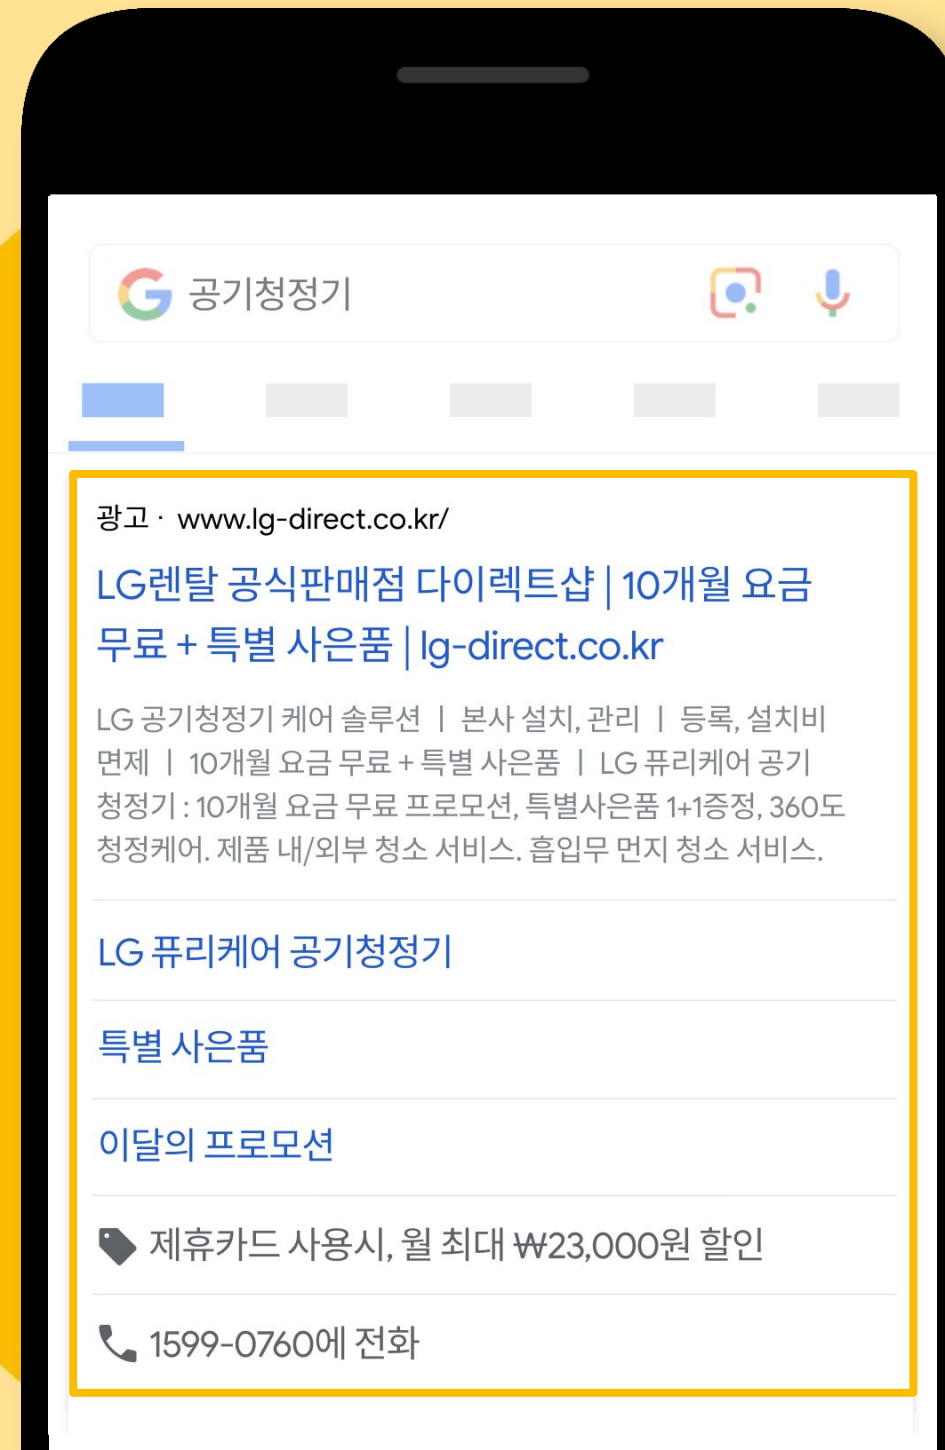 공기청정기
광고 · www.lg-direct.co.kr/
LG렌탈 공식판매점 다이렉트샵 | 10개월 요금
무료 + 특별 사은품 | lg-direct.co.kr
LG 공기청정기 케어 솔루션 | 본사 설치, 관리 | 등록, 설치비
면제 | 10개월 요금 무료 + 특별 사은품 | LG 퓨리케어 공기
청정기 : 10개월 요금 무료 프로모션, 특별사은품 1+1증정, 360도
청정케어. 제품 내/외부 청소 서비스. 흡입무 먼지 청소 서비스.
LG 퓨리케어 공기청정기
특별 사은품
이달의 프로모션
제휴카드 사용시, 월 최대 ₩23,000원 할인
1599-0760에 전화